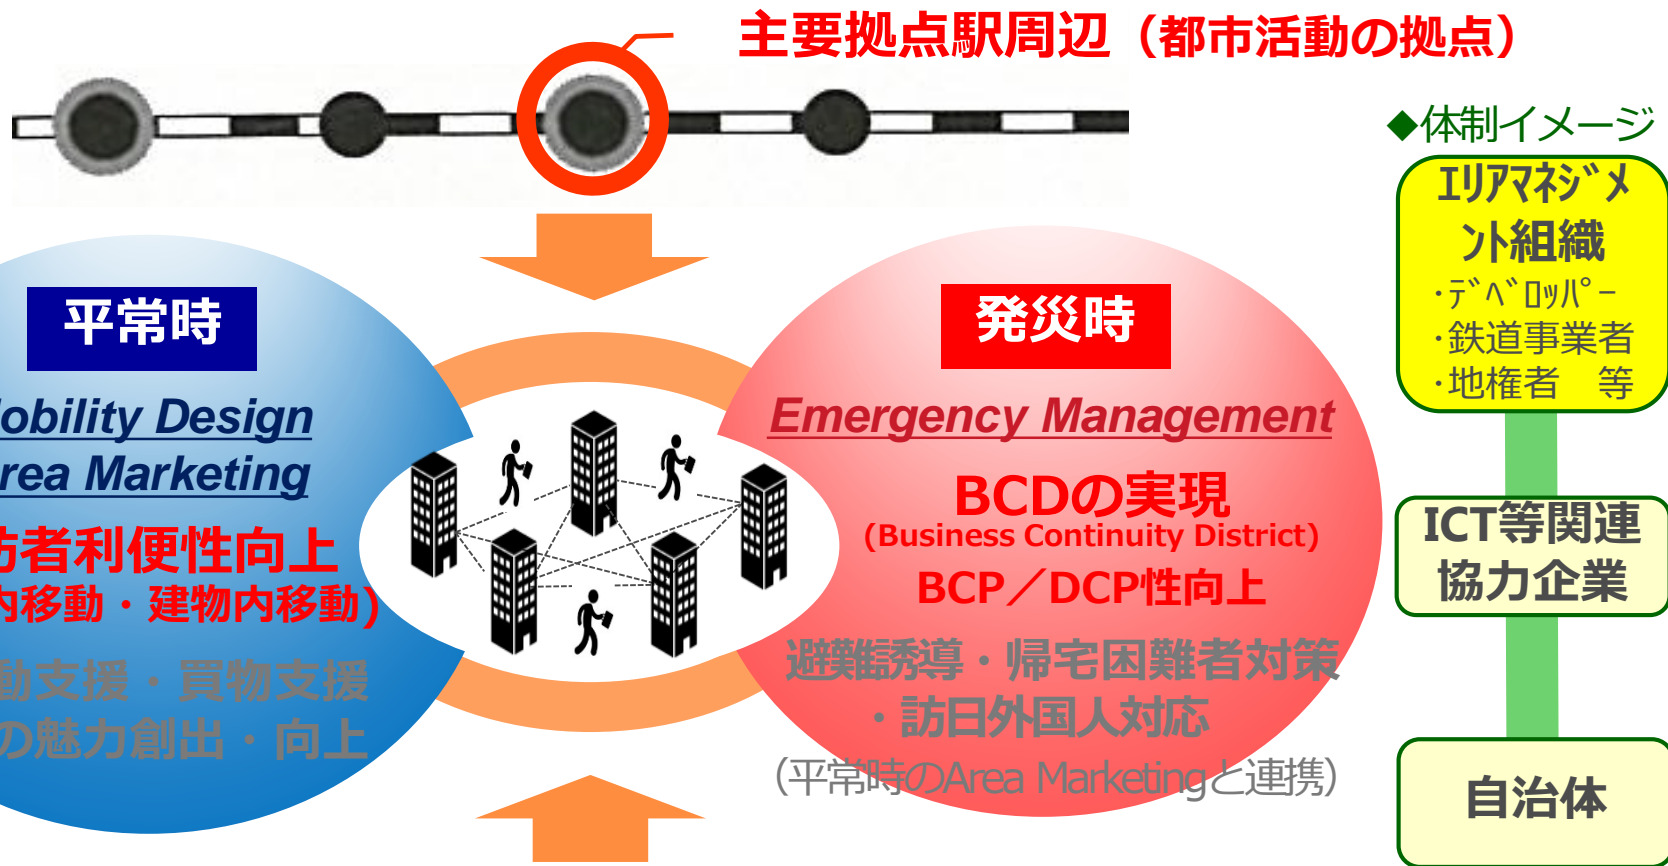 主要拠点駅周辺（都市活動の拠点）
◆体制イメージ
ｴﾘｱﾏﾈｼﾞﾒ
ﾝﾄ組織
・ﾃﾞﾍﾞﾛｯﾊﾟｰ
・鉄道事業者
・地権者　等
ICT等関連
協力企業
自治体
平常時
obility Design
rea Marketing
者利便性向上
内移動・建物内移動)
動支援・買物支援
の魅力創出・向上
発災時
Emergency Management
BCDの実現
(Business Continuity District)
BCP／DCP性向上
避難誘導・帰宅困難者対策
・訪日外国人対応
（平常時のArea Marketingと連携）